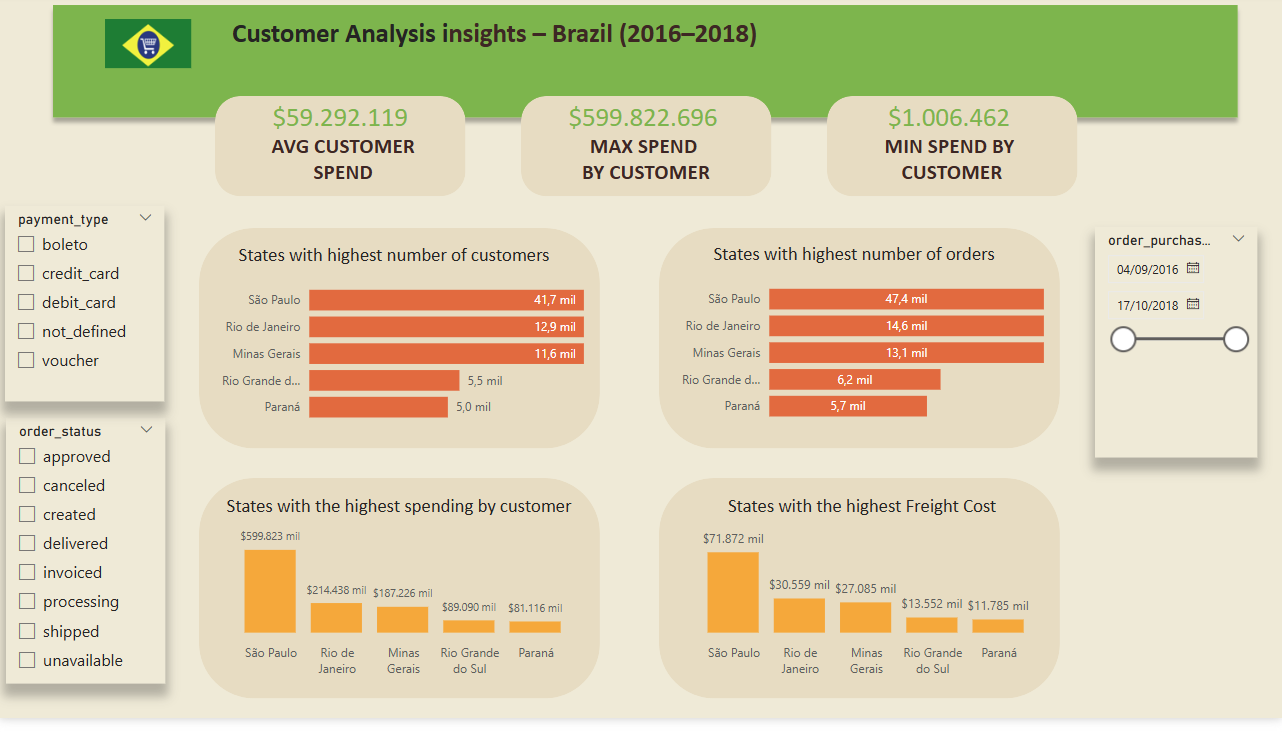 Customer Analysis insights – Brazil (2016–2018)
$59.292.119
AVG CUSTOMER
SPEND
$599.822.696
MAX SPEND
BY CUSTOMER
$1.006.462
MIN SPEND BY
CUSTOMER
payment_type
boleto
credit_card
debit_card
not_defined
voucher
order_status
approved
canceled
created
delivered
invoiced
processing
shipped
unavailable
States with highest number of customers
São Paulo 41,7 mil
Rio de Janeiro 12,9 mil
Minas Gerais 11,6 mil
Rio Grande d... 5,5 mil
Paraná 5,0 mil
States with highest number of orders
São Paulo 47,4 mil
Rio de Janeiro 14,6 mil
Minas Gerais 13,1 mil
Rio Grande d... 6,2 mil
Paraná 5,7 mil
order_purchas...
04/09/2016
17/10/2018
States with the highest spending by customer
$599.823 mil
$214.438 mil
$187.226 mil
$89.090 mil
$81.116 mil
São Paulo
Rio de
Janeiro
Minas
Gerais
Rio Grande
do Sul
Paraná
States with the highest Freight Cost
$71.872 mil
$30.559 mil
$27.085 mil
$13.552 mil
$11.785 mil
São Paulo
Rio de
Janeiro
Minas
Gerais
Rio Grande
do Sul
Paraná